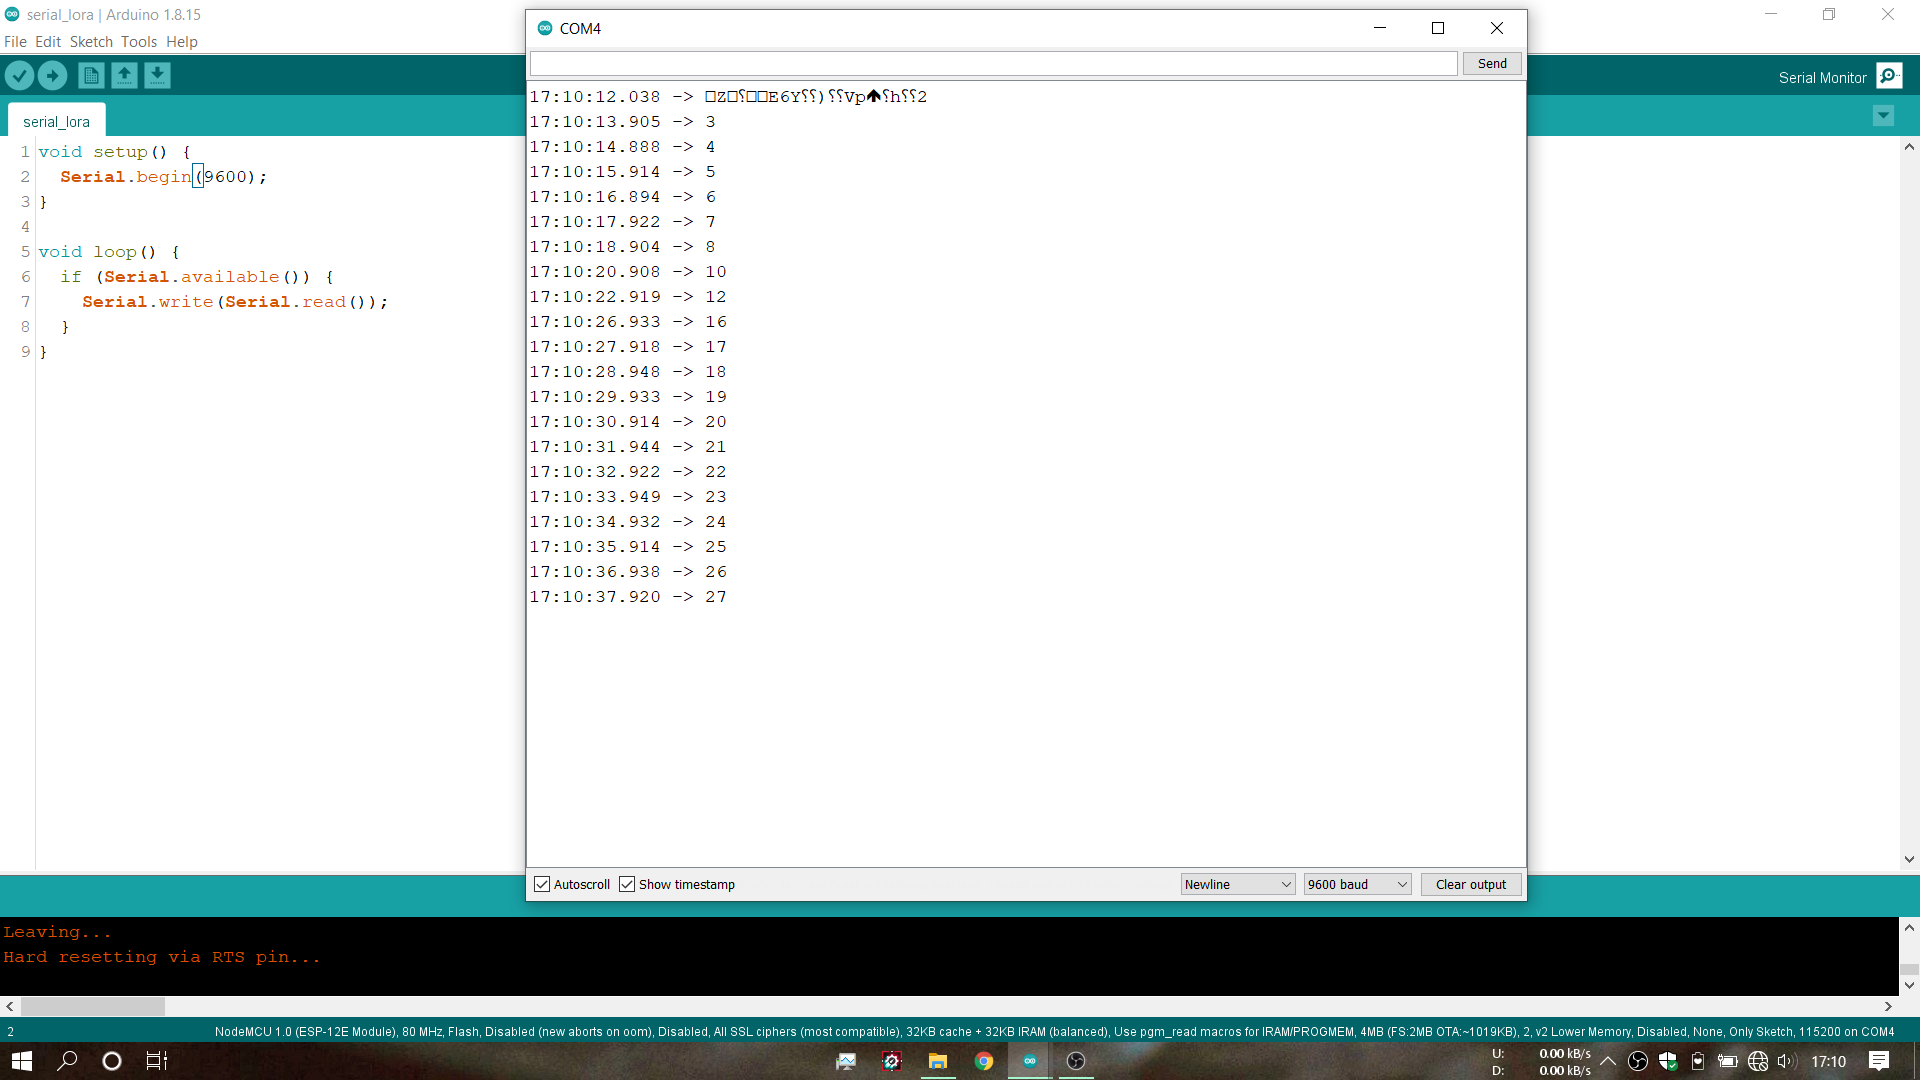 serial_lora | Arduino 1.8.15
File Edit Sketch Tools Help
Serial Monitor
serial_lora
1 void setup() {
2   Serial.begin(9600);
3 }
4
5 void loop() {
6   if (Serial.available()) {
7     Serial.write(Serial.read());
8   }
9 }
COM4
Send
17:10:12.038 -> □Z□⸮□□E6Y⸮⸮)⸮⸮Vp🡹⸮h⸮⸮2
17:10:13.905 -> 3
17:10:14.888 -> 4
17:10:15.914 -> 5
17:10:16.894 -> 6
17:10:17.922 -> 7
17:10:18.904 -> 8
17:10:20.908 -> 10
17:10:22.919 -> 12
17:10:26.933 -> 16
17:10:27.918 -> 17
17:10:28.948 -> 18
17:10:29.933 -> 19
17:10:30.914 -> 20
17:10:31.944 -> 21
17:10:32.922 -> 22
17:10:33.949 -> 23
17:10:34.932 -> 24
17:10:35.914 -> 25
17:10:36.938 -> 26
17:10:37.920 -> 27
Autoscroll Show timestamp Newline 9600 baud Clear output
Leaving...
Hard resetting via RTS pin...
2 NodeMCU 1.0 (ESP-12E Module), 80 MHz, Flash, Disabled (new aborts on oom), Disabled, All SSL ciphers (most compatible), 32KB cache + 32KB IRAM (balanced), Use pgm_read macros for IRAM/PROGMEM, 4MB (FS:2MB OTA:~1019KB), 2, v2 Lower Memory, Disabled, None, Only Sketch, 115200 on COM4
U: 0.00 kB/s
D: 0.00 kB/s
17:10